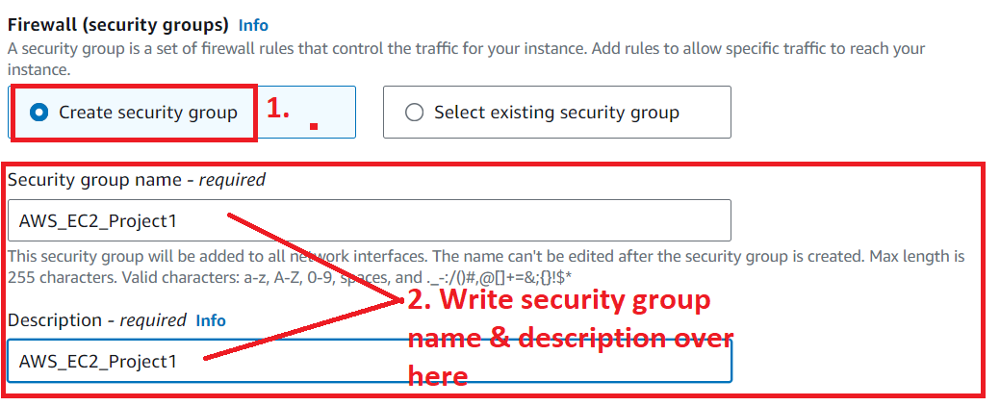 Firewall (security groups) Info
A security group is a set of firewall rules that control the traffic for your instance. Add rules to allow specific traffic to reach your
instance.
Create security group
1.
Select existing security group
Security group name - required
AWS_EC2_Project1
This security group will be added to all network interfaces. The name can't be edited after the security group is created. Max length is
255 characters. Valid characters: a-z, A-Z, 0-9, spaces, and ._-:/()#,@[]+=&;{}!$*
2. Write security group
name & description over
here
Description - required Info
AWS_EC2_Project1